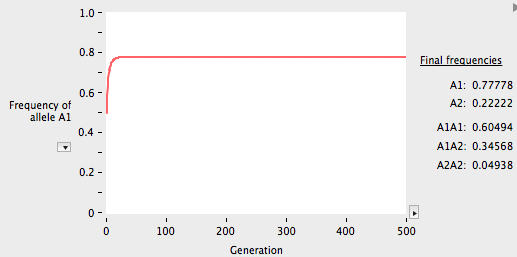 1.0
0.8
0.6
0.4
0.2
0
Frequency of
allele A1
0 100 200 300 400 500
Generation
Final frequencies
A1: 0.77778
A2: 0.22222
A1A1: 0.60494
A1A2: 0.34568
A2A2: 0.04938